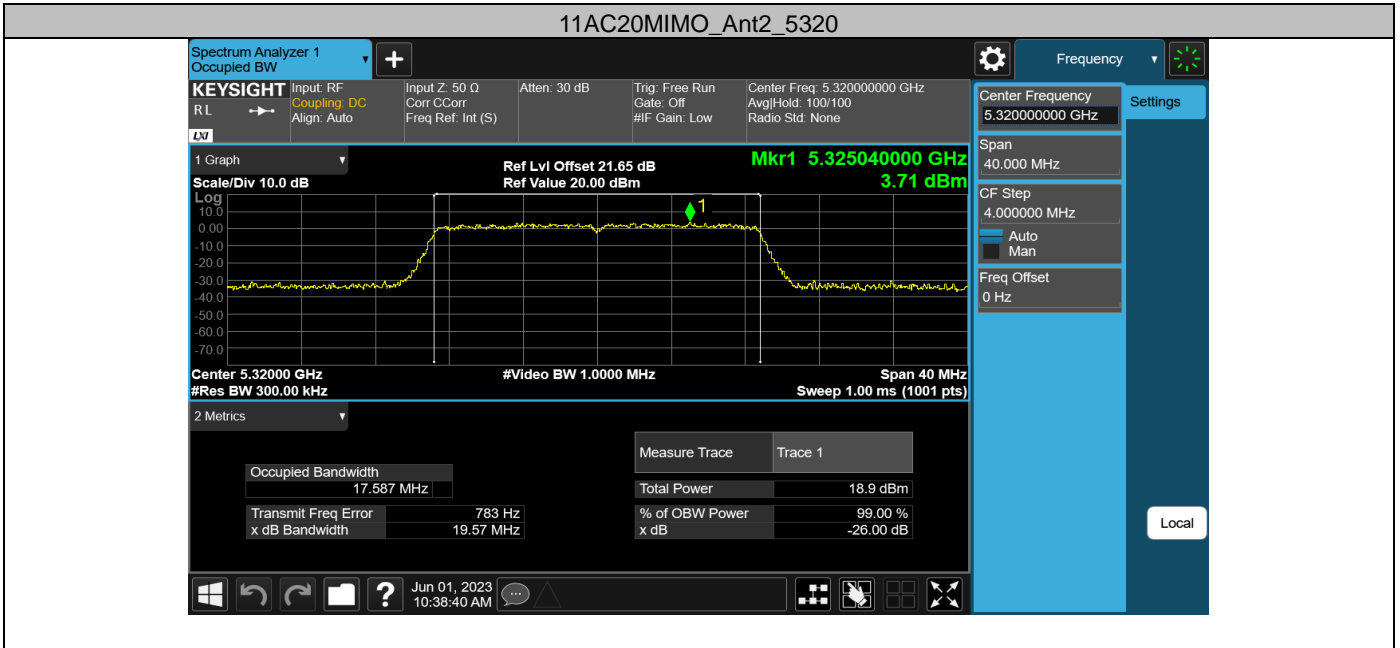 11AC20MIMO_Ant2_5320
Spectrum Analyzer 1
Occupied BW
Frequency
KEYSIGHT
R L
LXI
Input: RF
Coupling: DC
Align: Auto
Input Z: 50 Ω
Corr CCorr
Freq Ref: Int (S)
Atten: 30 dB
Trig: Free Run
Gate: Off
#IF Gain: Low
Center Freq: 5.320000000 GHz
Avg|Hold: 100/100
Radio Std: None
Center Frequency
5.320000000 GHz
Settings
Span
40.000 MHz
CF Step
4.000000 MHz
Auto
Man
Freq Offset
0 Hz
Local
1 Graph
Scale/Div 10.0 dB
Ref Lvl Offset 21.65 dB
Ref Value 20.00 dBm
Mkr1 5.325040000 GHz
3.71 dBm
Log
10.0
0.00
-10.0
-20.0
-30.0
-40.0
-50.0
-60.0
-70.0
1
Center 5.32000 GHz
#Res BW 300.00 kHz
#Video BW 1.0000 MHz
Span 40 MHz
Sweep 1.00 ms (1001 pts)
2 Metrics
Measure Trace Trace 1
Occupied Bandwidth
17.587 MHz
Total Power 18.9 dBm
Transmit Freq Error 783 Hz
% of OBW Power 99.00 %
x dB Bandwidth 19.57 MHz
x dB -26.00 dB
?
Jun 01, 2023
10:38:40 AM